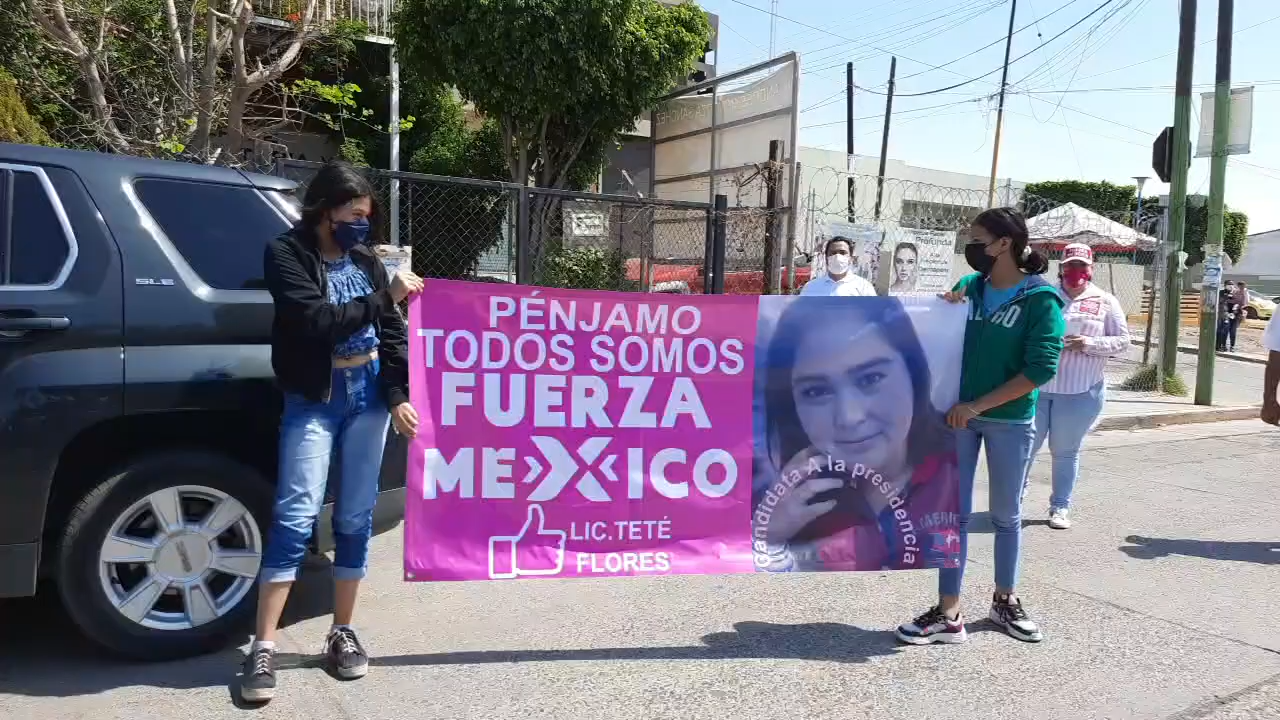 PÉNJAMO
TODOS SOMOS
FUERZA
MEXICO
LIC.TETÉ
FLORES
Candidata A la presidencia
SLE